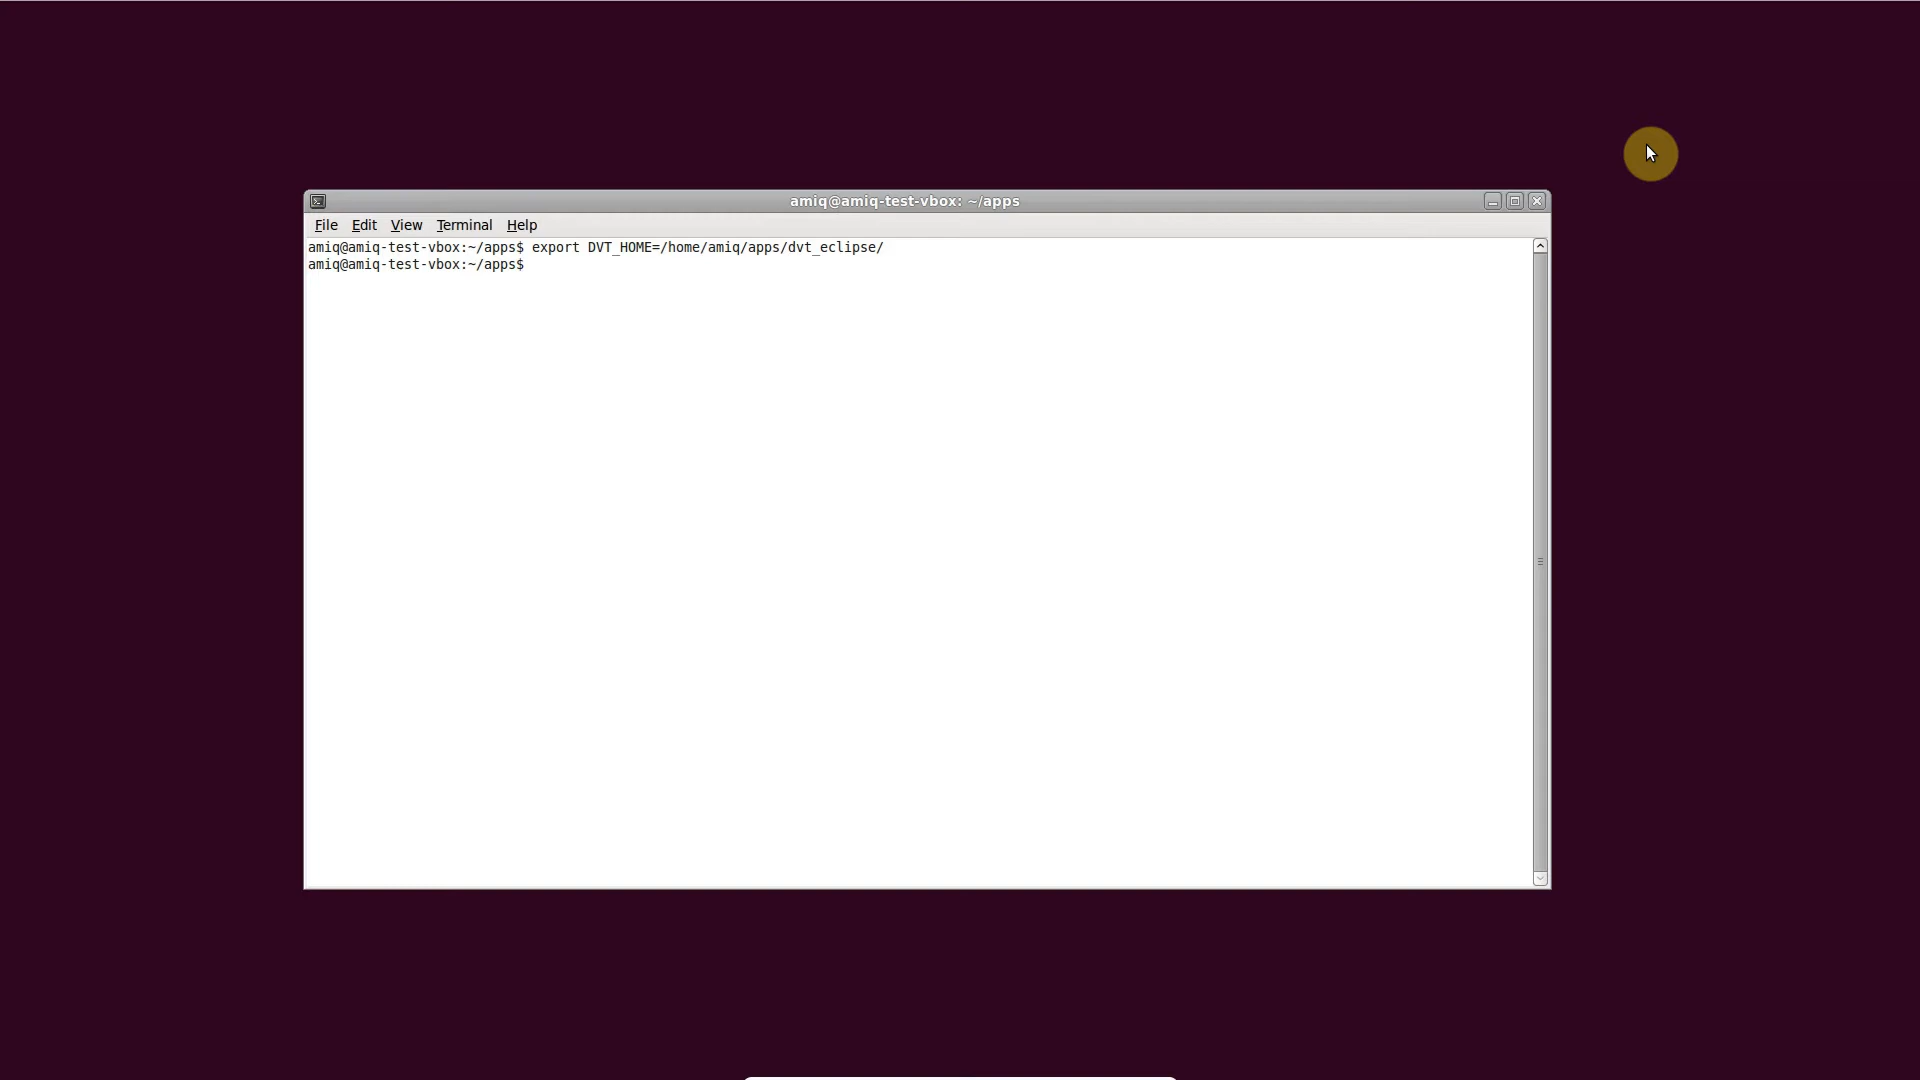 amiq@amiq-test-vbox: ~/apps
File Edit View Terminal Help
amiq@amiq-test-vbox:~/apps$ export DVT_HOME=/home/amiq/apps/dvt_eclipse/
amiq@amiq-test-vbox:~/apps$